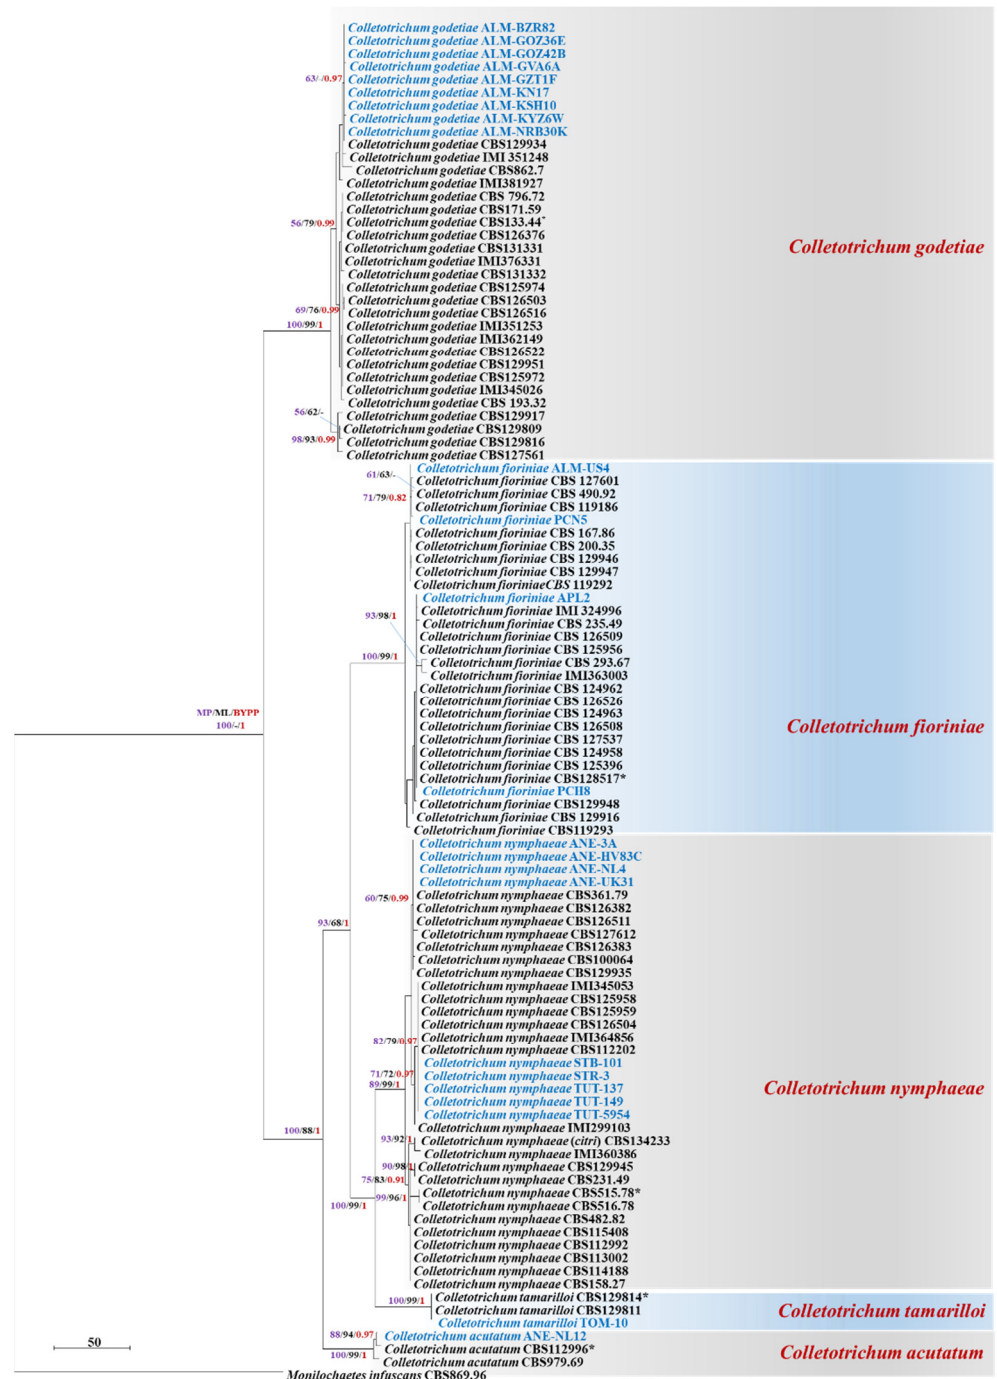 Colletotrichum godetiae ALM-BZR82
Colletotrichum godetiae ALM-GOZ36E
Colletotrichum godetiae ALM-GOZ42B
Colletotrichum godetiae ALM-GVA6A
63/-/0.97 Colletotrichum godetiae ALM-GZT1F
Colletotrichum godetiae ALM-KN17
Colletotrichum godetiae ALM-KSH10
Colletotrichum godetiae ALM-KYZ6W
Colletotrichum godetiae ALM-NRB30K
Colletotrichum godetiae CBS129934
Colletotrichum godetiae IMI 351248
Colletotrichum godetiae CBS862.7
Colletotrichum godetiae IMI381927
Colletotrichum godetiae CBS 796.72
Colletotrichum godetiae CBS171.59
56/79/0.99 Colletotrichum godetiae CBS133.44*
Colletotrichum godetiae CBS126376
Colletotrichum godetiae CBS131331
Colletotrichum godetiae
Colletotrichum godetiae IMI376331
Colletotrichum godetiae CBS131332
Colletotrichum godetiae CBS125974
Colletotrichum godetiae CBS126503
69/76/0.99 Colletotrichum godetiae CBS126516
100/99/1 Colletotrichum godetiae IMI351253
Colletotrichum godetiae IMI362149
Colletotrichum godetiae CBS126522
Colletotrichum godetiae CBS129951
Colletotrichum godetiae CBS125972
Colletotrichum godetiae IMI345026
Colletotrichum godetiae CBS 193.32
56/62/- Colletotrichum godetiae CBS129917
Colletotrichum godetiae CBS129809
98/93/0.99 Colletotrichum godetiae CBS129816
Colletotrichum godetiae CBS127561
Colletotrichum fioriniae ALM-US4
61/63/- Colletotrichum fioriniae CBS 127601
71/79/0.82 Colletotrichum fioriniae CBS 490.92
Colletotrichum fioriniae CBS 119186
Colletotrichum fioriniae PCN5
Colletotrichum fioriniae CBS 167.86
Colletotrichum fioriniae CBS 200.35
Colletotrichum fioriniae CBS 129946
Colletotrichum fioriniae CBS 129947
Colletotrichum fioriniaeCBS 119292
Colletotrichum fioriniae APL2
93/98/1 Colletotrichum fioriniae IMI 324996
Colletotrichum fioriniae CBS 235.49
Colletotrichum fioriniae CBS 126509
Colletotrichum fioriniae CBS 125956
100/99/1 Colletotrichum fioriniae CBS 293.67
Colletotrichum fioriniae IMI363003
Colletotrichum fioriniae CBS 124962
Colletotrichum fioriniae CBS 126526
Colletotrichum fioriniae CBS 124963
MP/ML/BYPP
100/-/1
Colletotrichum fioriniae CBS 126508
Colletotrichum fioriniae
Colletotrichum fioriniae CBS 127537
Colletotrichum fioriniae CBS 124958
Colletotrichum fioriniae CBS 125396
Colletotrichum fioriniae CBS128517*
Colletotrichum fioriniae PCH8
Colletotrichum fioriniae CBS129948
Colletotrichum fioriniae CBS 129916
Colletotrichum fioriniae CBS119293
Colletotrichum nymphaeae ANE-3A
Colletotrichum nymphaeae ANE-HV83C
Colletotrichum nymphaeae ANE-NL4
Colletotrichum nymphaeae ANE-UK31
60/75/0.99 Colletotrichum nymphaeae CBS361.79
Colletotrichum nymphaeae CBS126382
93/68/1 Colletotrichum nymphaeae CBS126511
Colletotrichum nymphaeae CBS127612
Colletotrichum nymphaeae CBS126383
Colletotrichum nymphaeae CBS100064
Colletotrichum nymphaeae CBS129935
Colletotrichum nymphaeae IMI345053
Colletotrichum nymphaeae CBS125958
Colletotrichum nymphaeae CBS125959
Colletotrichum nymphaeae CBS126504
82/79/0.97 Colletotrichum nymphaeae IMI364856
Colletotrichum nymphaeae CBS112202
Colletotrichum nymphaeae STB-101
71/72/0.97 Colletotrichum nymphaeae STR-3
89/99/1 Colletotrichum nymphaeae TUT-137
Colletotrichum nymphaeae
Colletotrichum nymphaeae TUT-149
Colletotrichum nymphaeae TUT-5954
Colletotrichum nymphaeae IMI299103
100/88/1 93/92/1 Colletotrichum nymphaeae (citri) CBS134233
Colletotrichum nymphaeae IMI360386
90/98/1 Colletotrichum nymphaeae CBS129945
75/83/0.91 Colletotrichum nymphaeae CBS231.49
99/96/1 Colletotrichum nymphaeae CBS515.78*
100/99/1 Colletotrichum nymphaeae CBS516.78
Colletotrichum nymphaeae CBS482.82
Colletotrichum nymphaeae CBS115408
Colletotrichum nymphaeae CBS112992
Colletotrichum nymphaeae CBS113002
Colletotrichum nymphaeae CBS114188
Colletotrichum nymphaeae CBS158.27
100/99/1 Colletotrichum tamarilloi CBS129814*
Colletotrichum tamarilloi CBS129811
Colletotrichum tamarilloi
Colletotrichum tamarilloi TOM-10
88/94/0.97 Colletotrichum acutatum ANE-NL12
50
Colletotrichum acutatum CBS112996*
Colletotrichum acutatum
100/99/1 Colletotrichum acutatum CBS979.69
Monilochaetes infuscans CBS869.96